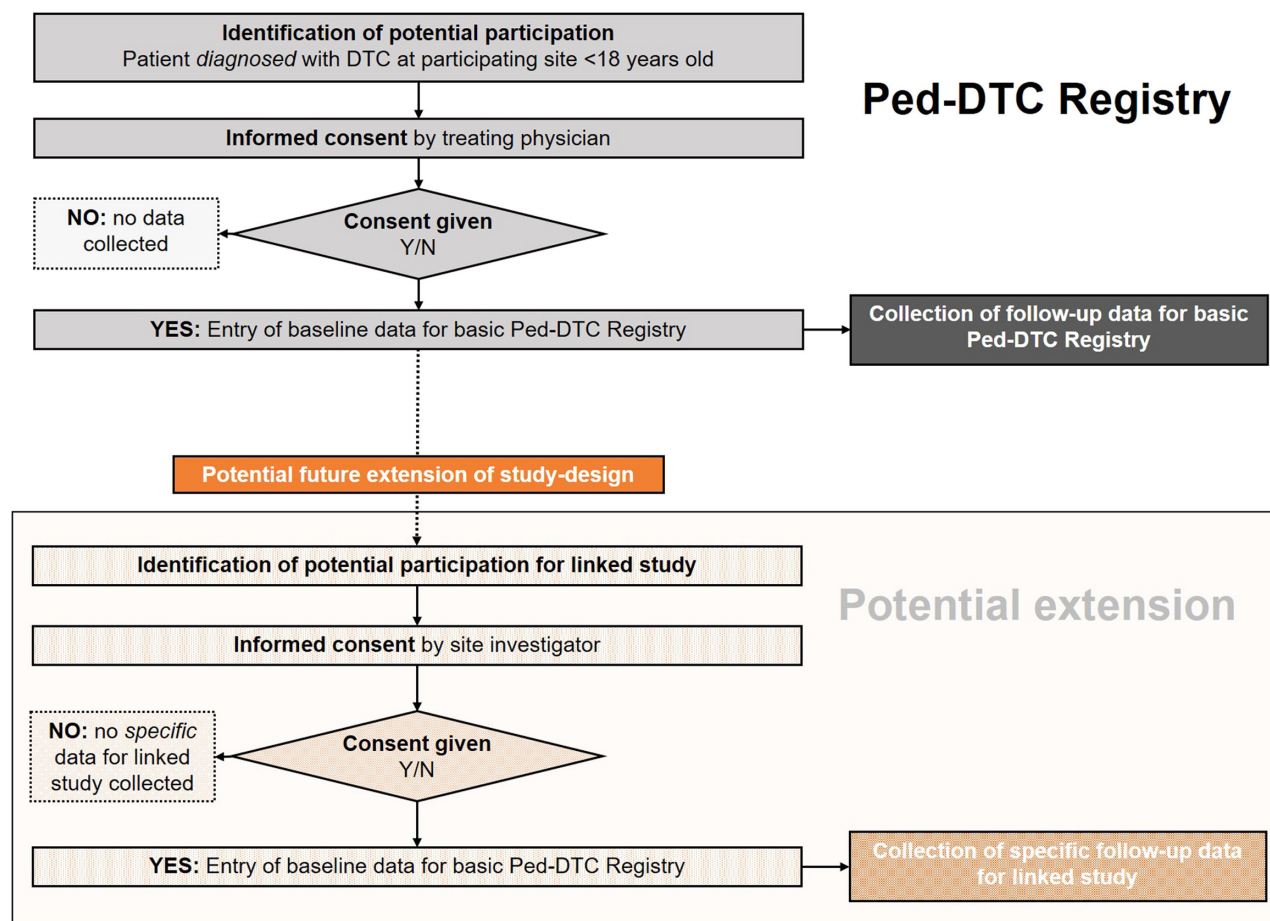 Identification of potential participation
Patient diagnosed with DTC at participating site <18 years old
Ped-DTC Registry
Informed consent by treating physician
NO: no data
collected
Consent given
Y/N
YES: Entry of baseline data for basic Ped-DTC Registry
Collection of follow-up data for basic
Ped-DTC Registry
Potential future extension of study-design
Identification of potential participation for linked study
Potential extension
Informed consent by site investigator
NO: no specific
data for linked
study collected
Consent given
Y/N
YES: Entry of baseline data for basic Ped-DTC Registry
Collection of specific follow-up data
for linked study